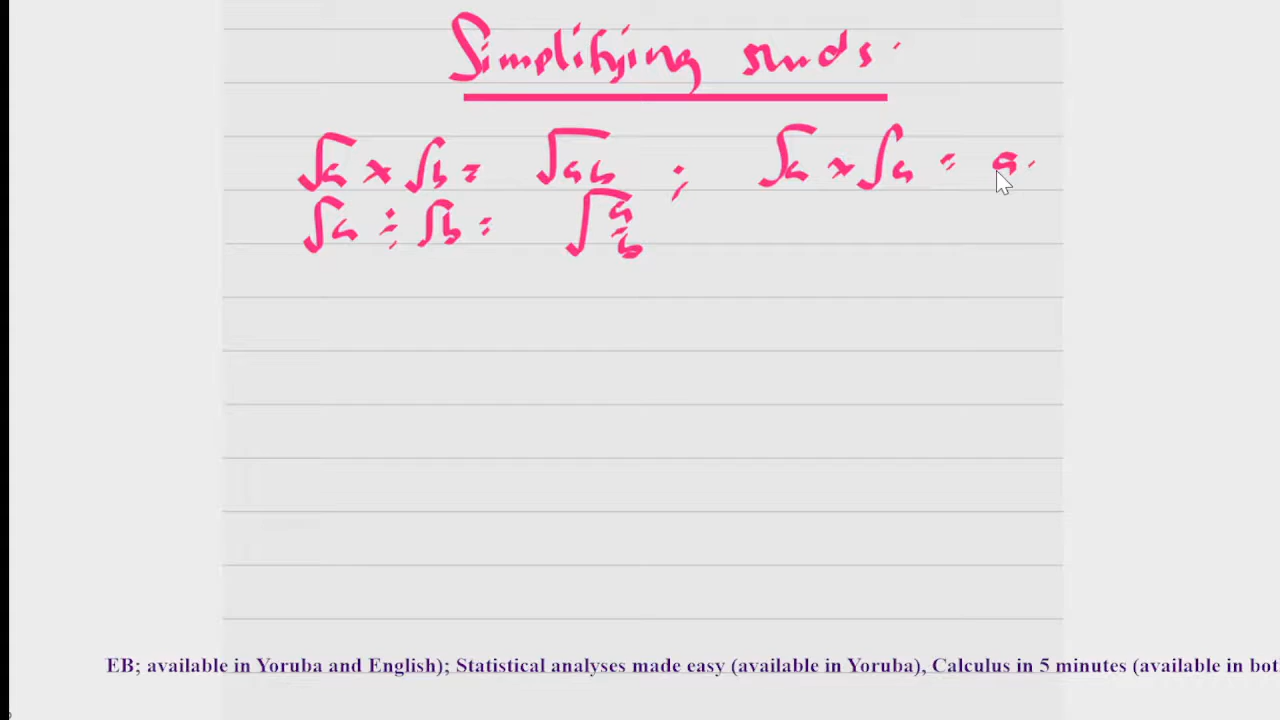 Simplifying surds.
√a × √b = √ab ; √a × √a = a.
√a ÷ √b = √a/b
EB; available in Yoruba and English); Statistical analyses made easy (available in Yoruba), Calculus in 5 minutes (available in bot